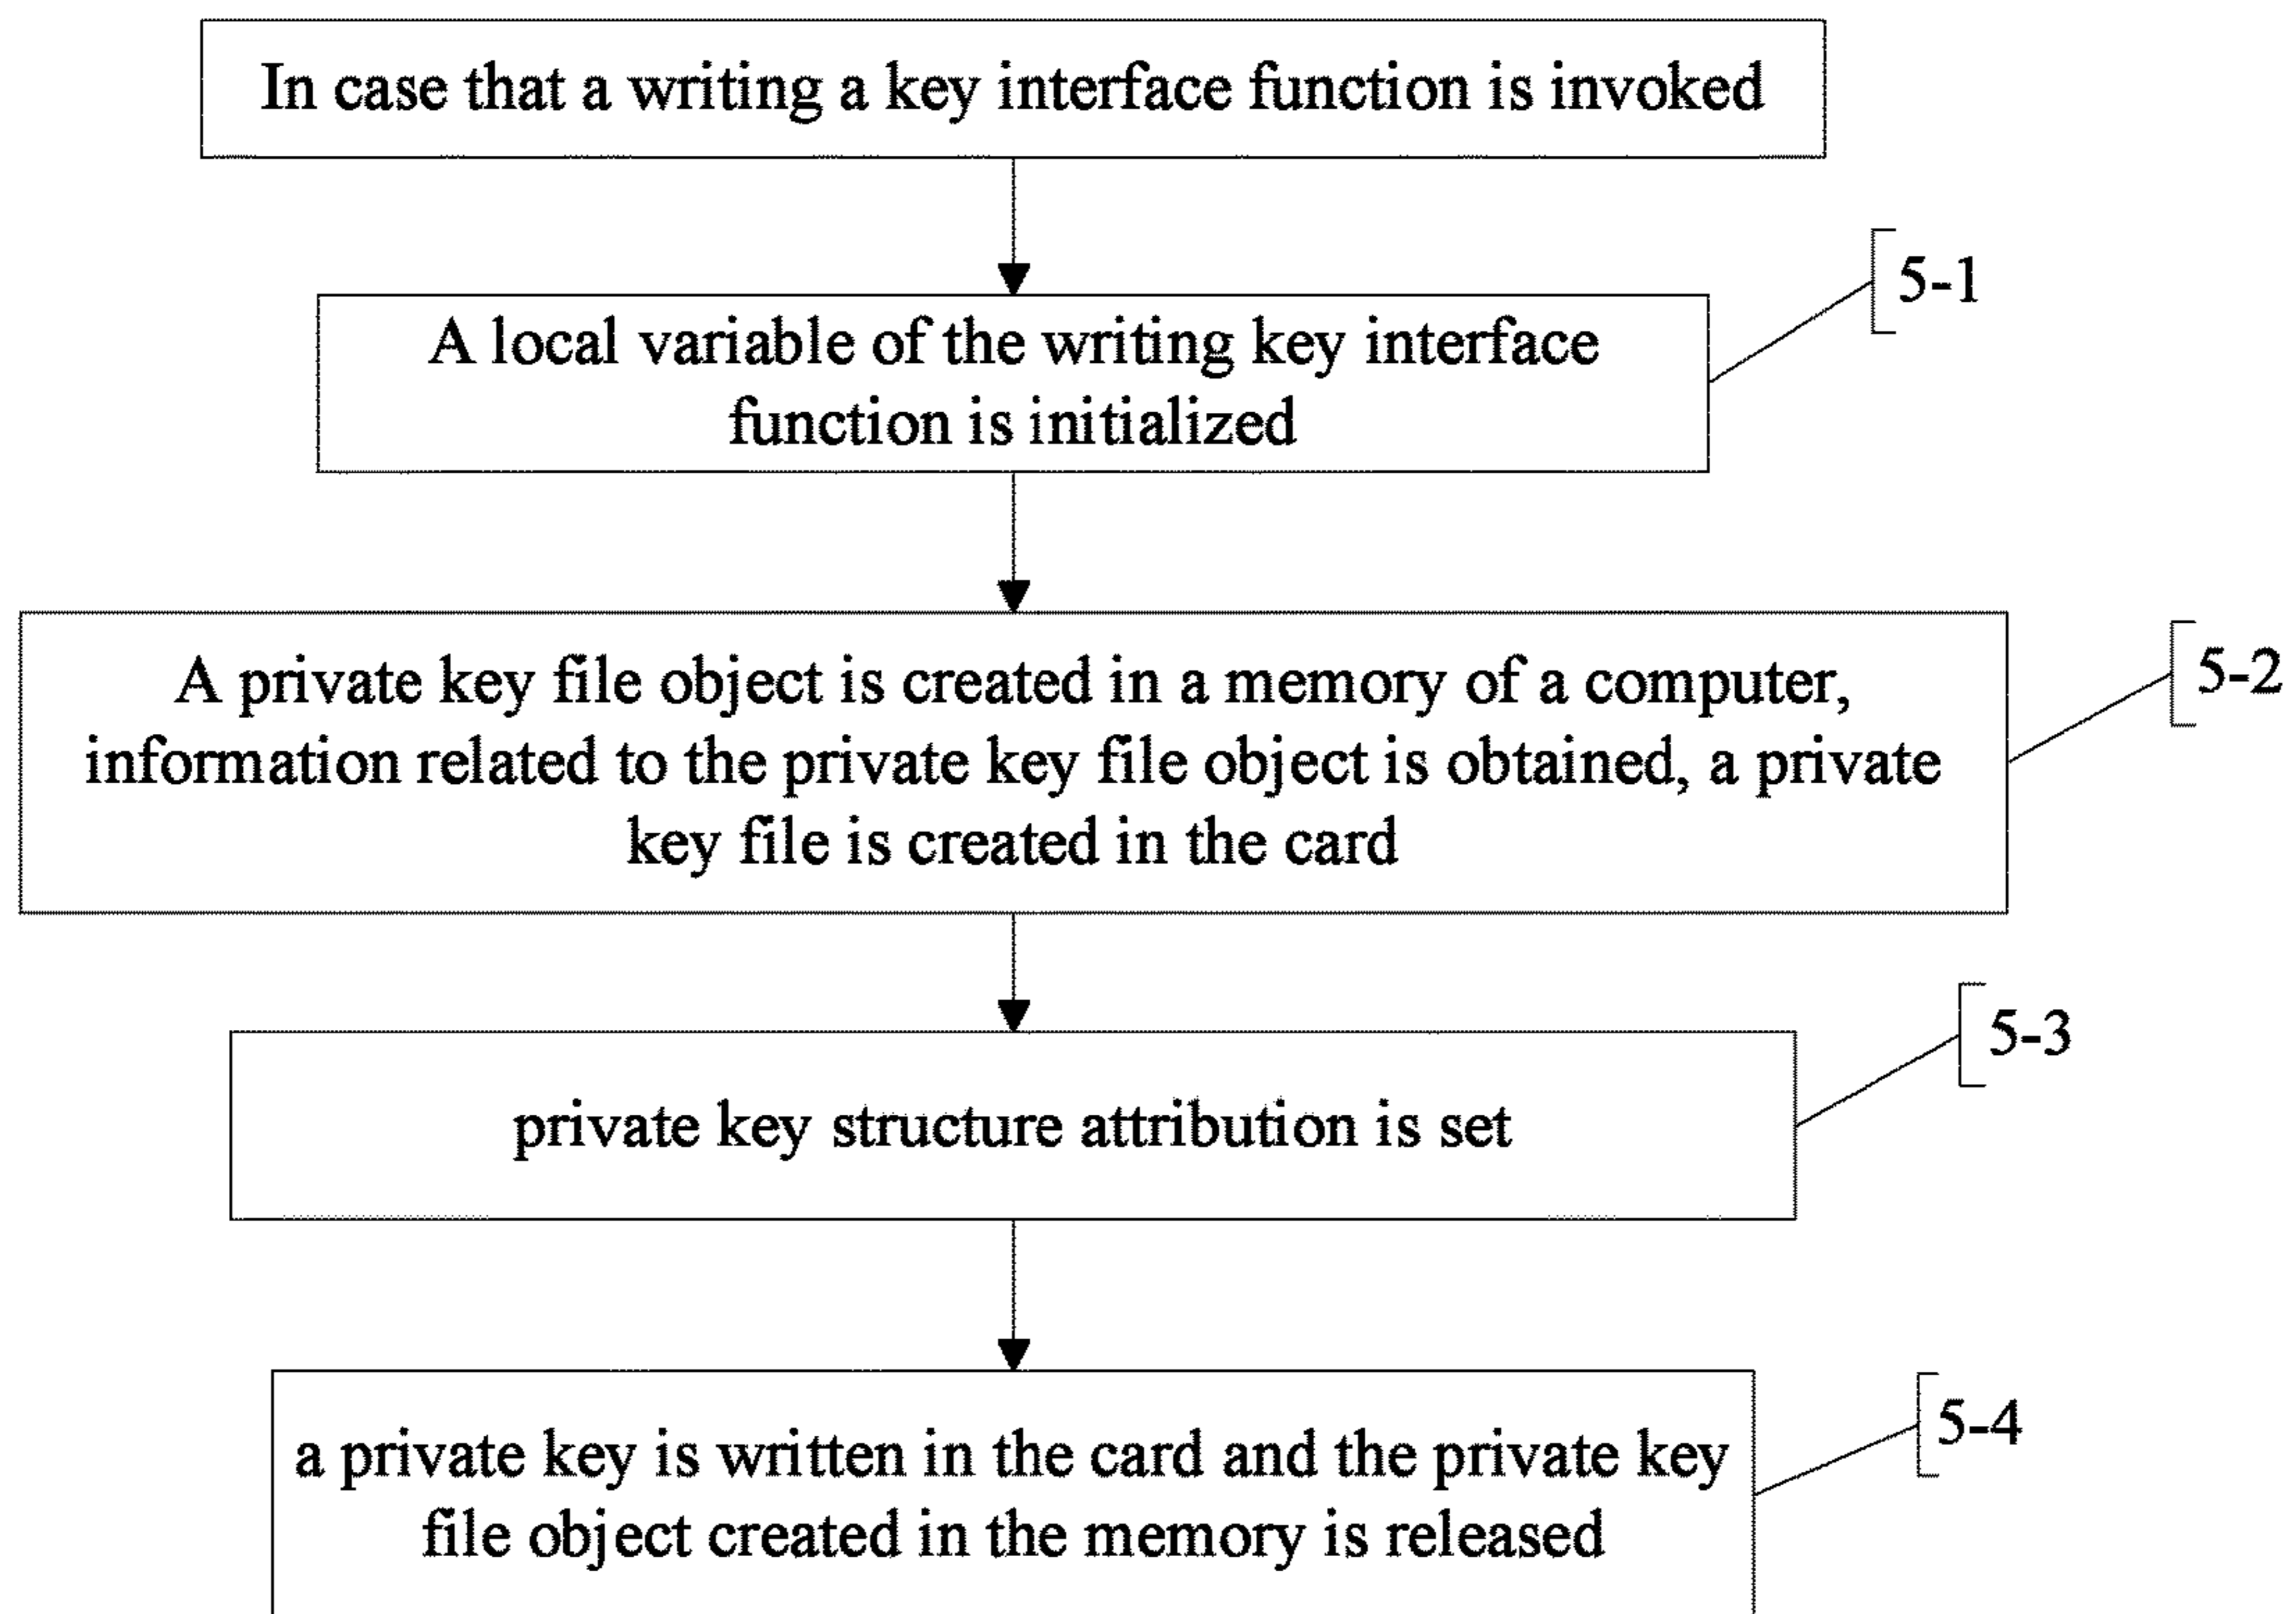 In case that a writing a key interface function is invoked
5-1
A local variable of the writing key interface
function is initialized
5-2
A private key file object is created in a memory of a computer,
information related to the private key file object is obtained, a private
key file is created in the card
5-3
private key structure attribution is set
5-4
a private key is written in the card and the private key
file object created in the memory is released